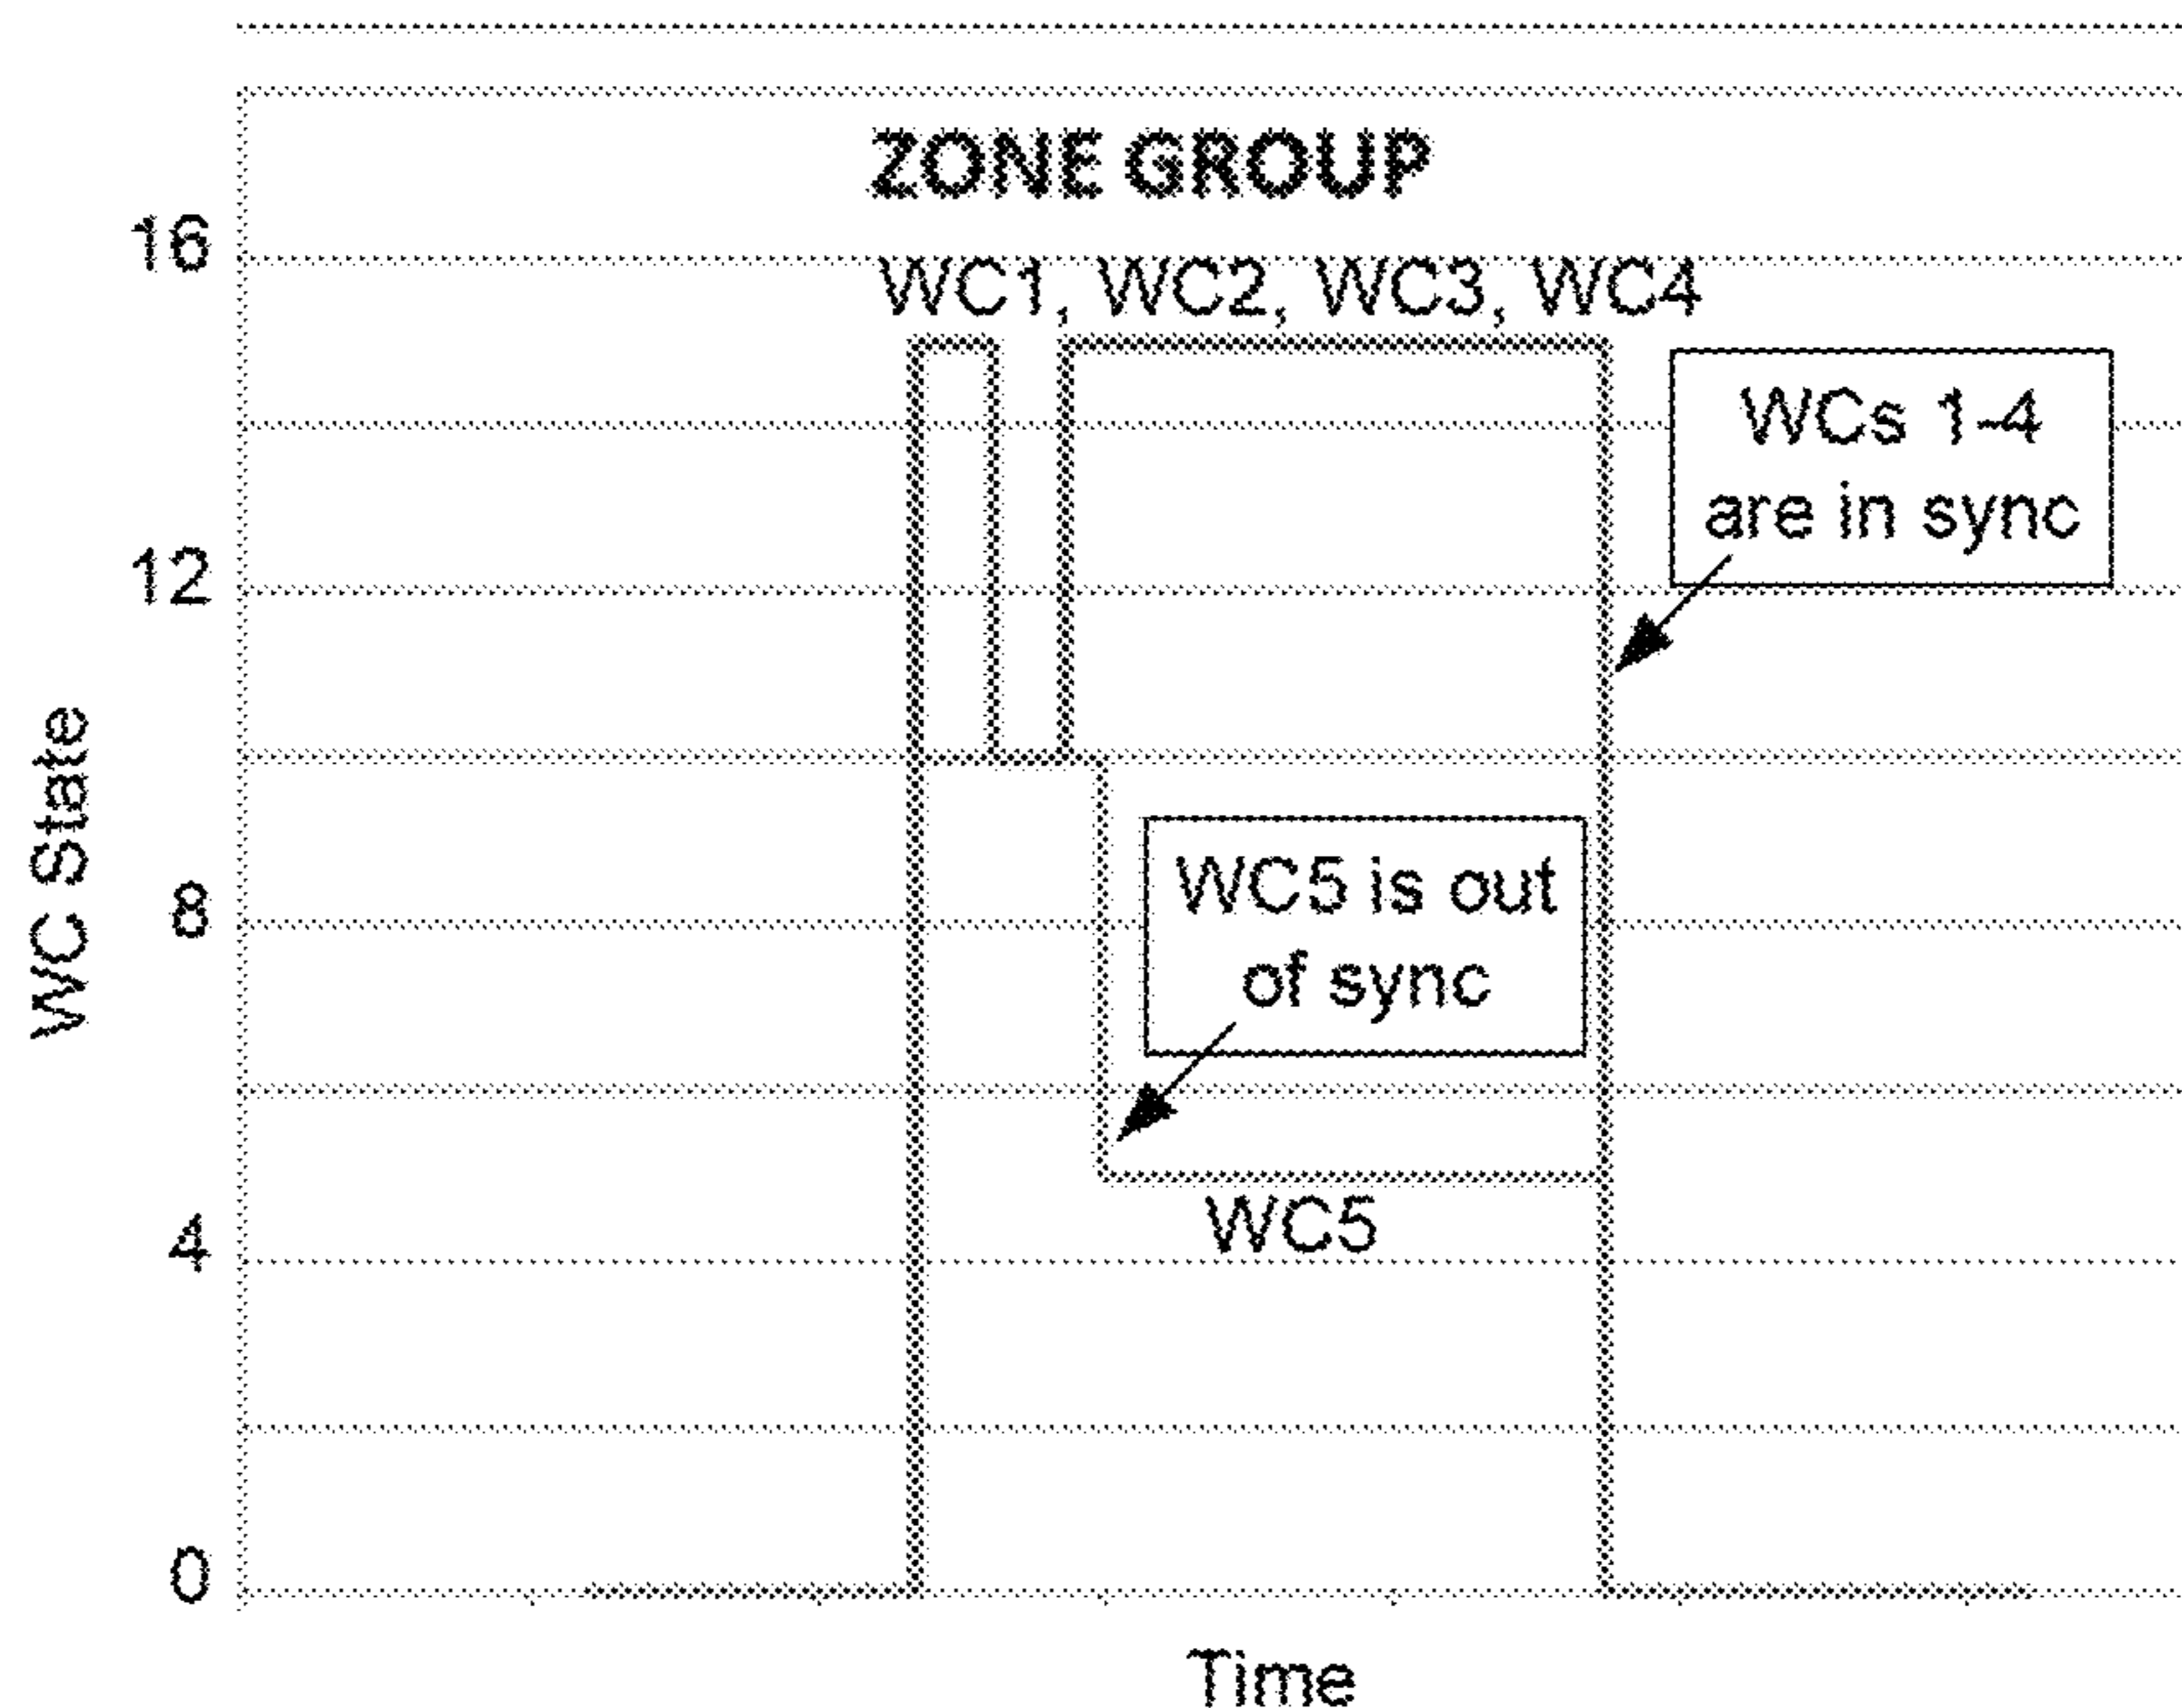 ZONE GROUP
16
WC1, WC2, WC3, WC4
WCs 1-4
are in sync
12
WC State
WC5 is out
of sync
8
WC5
4
0
Time